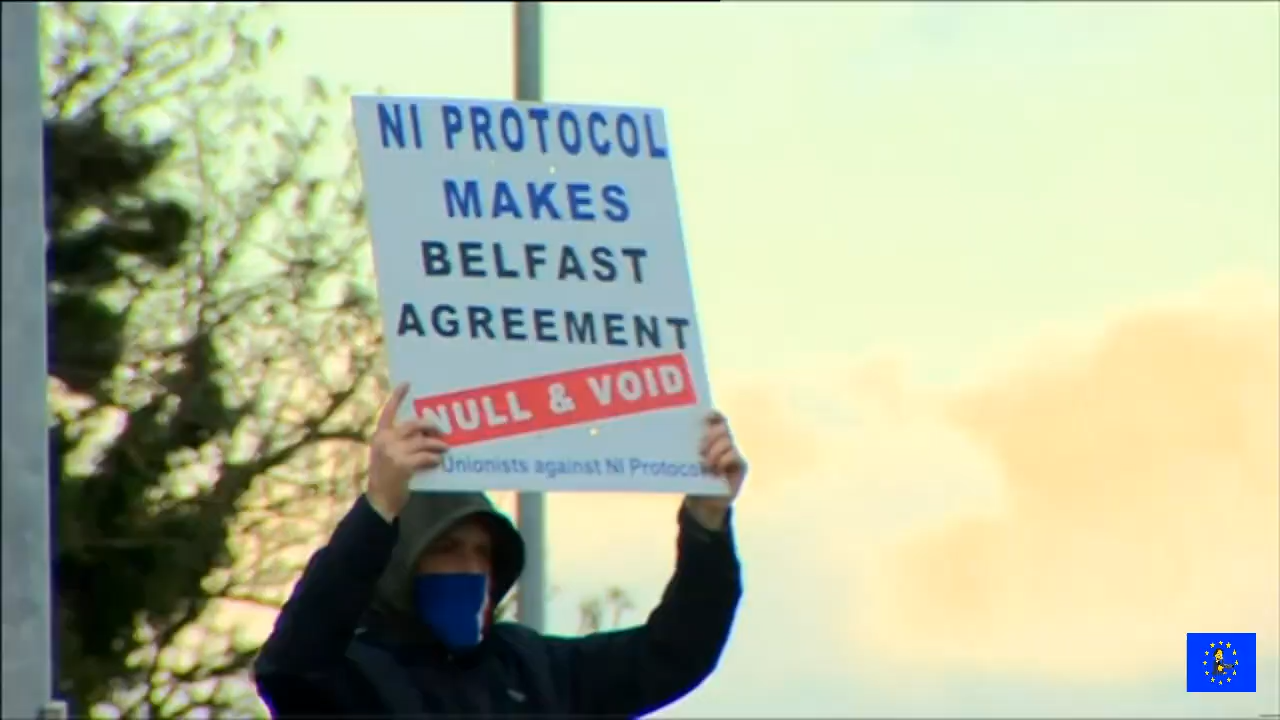 NI PROTOCOL
MAKES
BELFAST
AGREEMENT
NULL & VOID
Unionists against NI Protocol